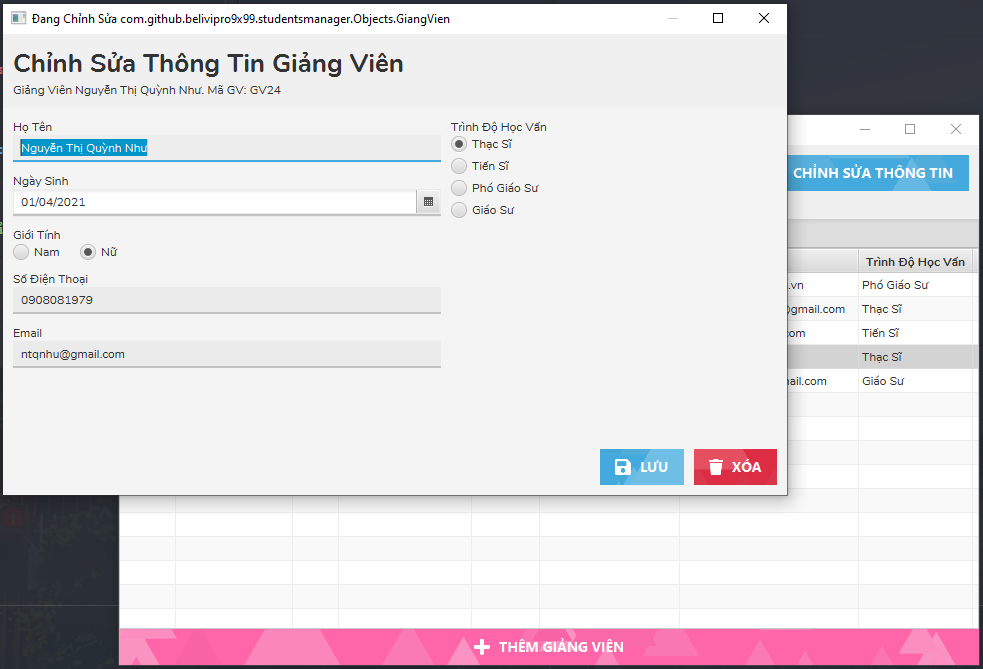 Đang Chỉnh Sửa com.github.belivipro9x99.studentsmanager.Objects.GiangVien
Chỉnh Sửa Thông Tin Giảng Viên
Giảng Viên Nguyễn Thị Quỳnh Như. Mã GV: GV24
Họ Tên
Nguyễn Thị Quỳnh Như
Ngày Sinh
01/04/2021
Giới Tính
Nam Nữ
Số Điện Thoại
0908081979
Email
ntqnhu@gmail.com
Trình Độ Học Vấn
Thạc Sĩ
Tiến Sĩ
Phó Giáo Sư
Giáo Sư
LƯU XÓA
CHỈNH SỬA THÔNG TIN
Trình Độ Học Vấn
.vn Phó Giáo Sư
@gmail.com Thạc Sĩ
com Tiến Sĩ
Thạc Sĩ
ail.com Giáo Sư
THÊM GIẢNG VIÊN